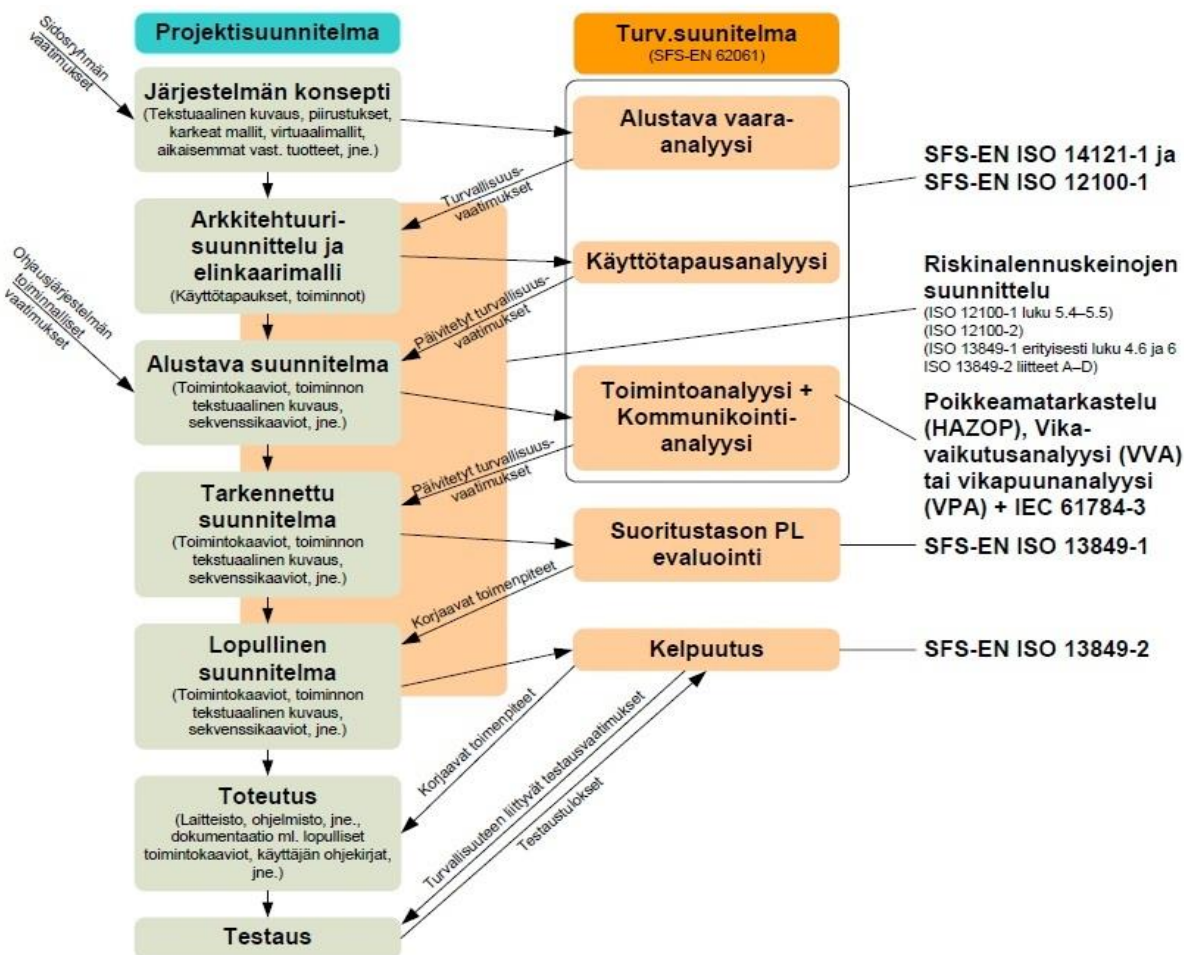 Projektisuunnitelma
Turv.suunitelma
(SFS-EN 62061)
Sidosryhmän
vaatimukset
Järjestelmän konsepti
(Tekstuaalinen kuvaus, piirustukset,
karkeat mallit, virtuaalimallit,
aikaisemmat vast. tuotteet, jne.)
Alustava vaara-
analyysi
SFS-EN ISO 14121-1 ja
SFS-EN ISO 12100-1
Turvallisuus-
vaatimukset
Arkkitehtuuri-
suunnittelu ja
elinkaarimalli
(Käyttötapaukset, toiminnot)
Käyttötapausanalyysi
Riskinalennuskeinojen
suunnittelu
(ISO 12100-1 luku 5.4–5.5)
(ISO 12100-2)
(ISO 13849-1 erityisesti luku 4.6 ja 6
ISO 13849-2 liitteet A–D)
Ohjausjärjestelmän
toiminnalliset
vaatimukset
Päivitetyt turvallisuus-
vaatimukset
Alustava suunnitelma
(Toimintokaaviot, toiminnon
tekstuaalinen kuvaus,
sekvenssikaaviot, jne.)
Toimintoanalyysi +
Kommunikointi-
analyysi
Poikkeamatarkastelu
(HAZOP), Vika-
vaikutusanalyysi (VVA)
tai vikapuunanalyysi
(VPA) + IEC 61784-3
Päivitetyt turvallisuus-
vaatimukset
Tarkennettu
suunnitelma
(Toimintokaaviot, toiminnon
tekstuaalinen kuvaus,
sekvenssikaaviot, jne.)
Suoritustason PL
evaluointi
SFS-EN ISO 13849-1
Korjaavat toimenpiteet
Lopullinen
suunnitelma
(Toimintokaaviot, toiminnon
tekstuaalinen kuvaus,
sekvenssikaaviot, jne.)
Kelpuutus
SFS-EN ISO 13849-2
Korjaavat toimenpiteet
Turvallisuuteen liittyvät testausvaatimukset
Testaustulokset
Toteutus
(Laitteisto, ohjelmisto, jne.,
dokumentaatio ml. lopulliset
toimintokaaviot, käyttäjän ohjekirjat,
jne.)
Testaus